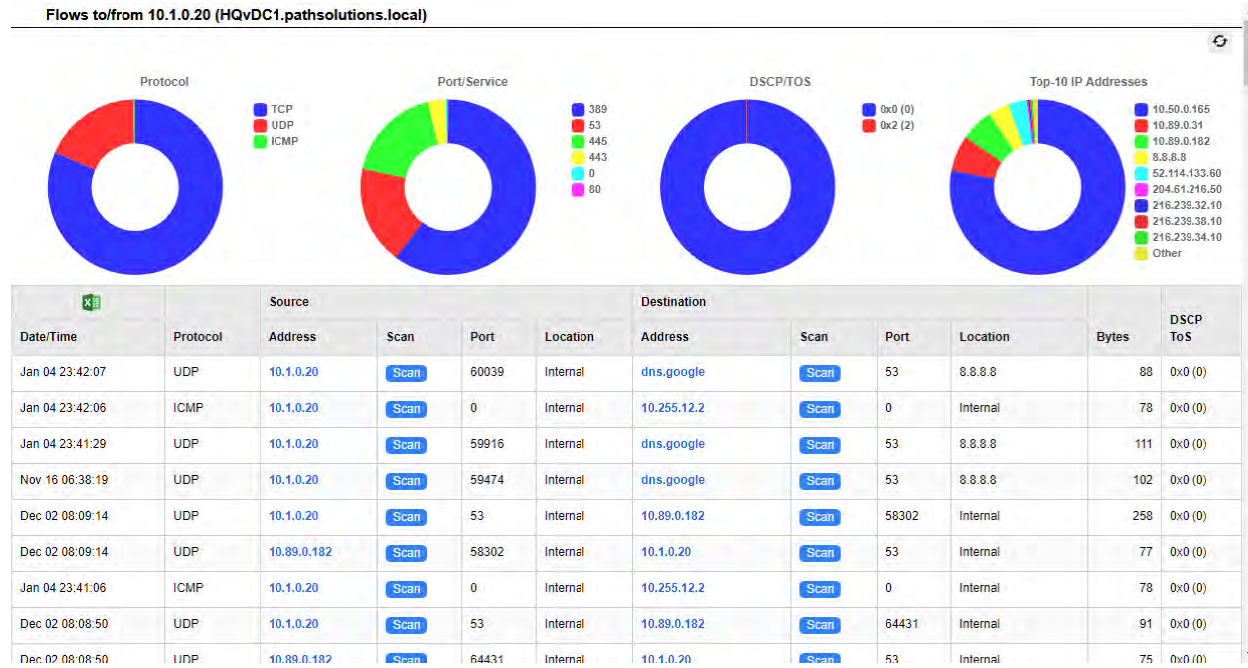 Flows to/from 10.1.0.20 (HQvDC1.pathsolutions.local)
Protocol
TCP
UDP
ICMP
Port/Service
389
53
445
443
0
80
DSCP/TOS
0x0 (0)
0x2 (2)
Top-10 IP Addresses
10.50.0.165
10.89.0.31
10.89.0.182
8.8.8.8
52.114.133.60
204.61.216.50
216.239.32.10
216.239.38.10
216.239.34.10
Other
Source Destination
Date/Time Protocol Address Scan Port Location Address Scan Port Location Bytes DSCP ToS
Jan 04 23:42:07 UDP 10.1.0.20 Scan 60039 Internal dns.google Scan 53 8.8.8.8 88 0x0 (0)
Jan 04 23:42:06 ICMP 10.1.0.20 Scan 0 Internal 10.255.12.2 Scan 0 Internal 78 0x0 (0)
Jan 04 23:41:29 UDP 10.1.0.20 Scan 59916 Internal dns.google Scan 53 8.8.8.8 111 0x0 (0)
Nov 16 06:38:19 UDP 10.1.0.20 Scan 59474 Internal dns.google Scan 53 8.8.8.8 102 0x0 (0)
Dec 02 08:09:14 UDP 10.1.0.20 Scan 53 Internal 10.89.0.182 Scan 58302 Internal 258 0x0 (0)
Dec 02 08:09:14 UDP 10.89.0.182 Scan 58302 Internal 10.1.0.20 Scan 53 Internal 77 0x0 (0)
Jan 04 23:41:06 ICMP 10.1.0.20 Scan 0 Internal 10.255.12.2 Scan 0 Internal 78 0x0 (0)
Dec 02 08:08:50 UDP 10.1.0.20 Scan 53 Internal 10.89.0.182 Scan 64431 Internal 91 0x0 (0)
Dec 02 08:08:50 UDP 10.89.0.182 Scan 64431 Internal 10.1.0.20 Scan 53 Internal 75 0x0 (0)